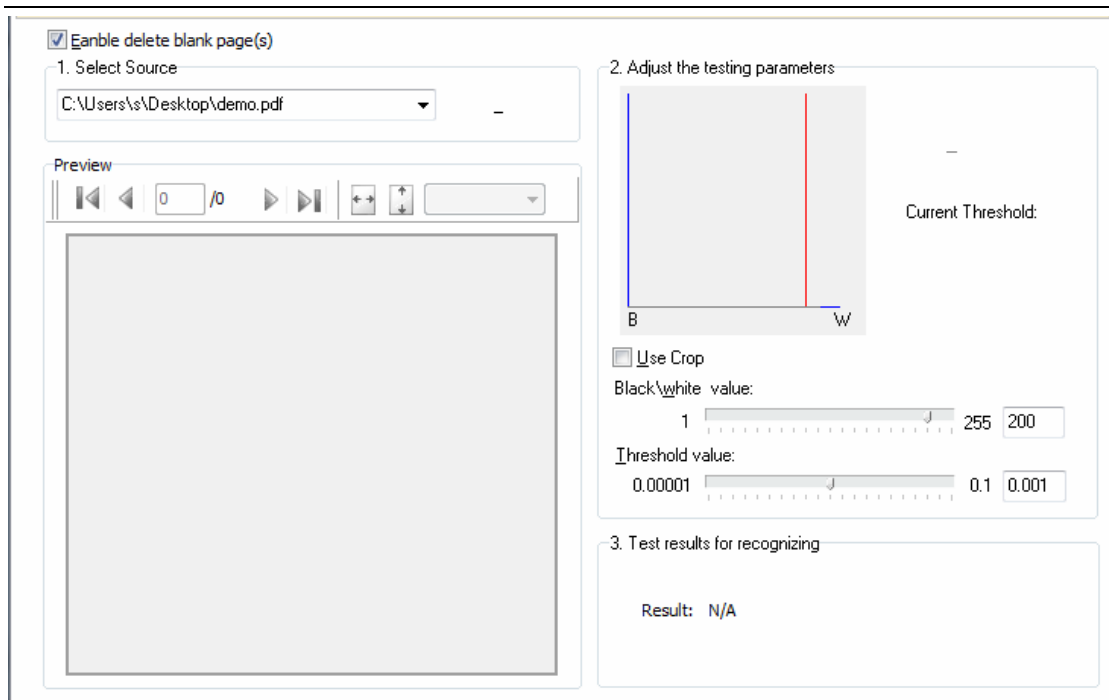 Eanble delete blank page(s)
1. Select Source
C:\Users\s\Desktop\demo.pdf
Preview
0 /0
2. Adjust the testing parameters
Current Threshold:
B W
Use Crop
Black\white value:
1 255 200
Threshold value:
0.00001 0.1 0.001
3. Test results for recognizing
Result: N/A